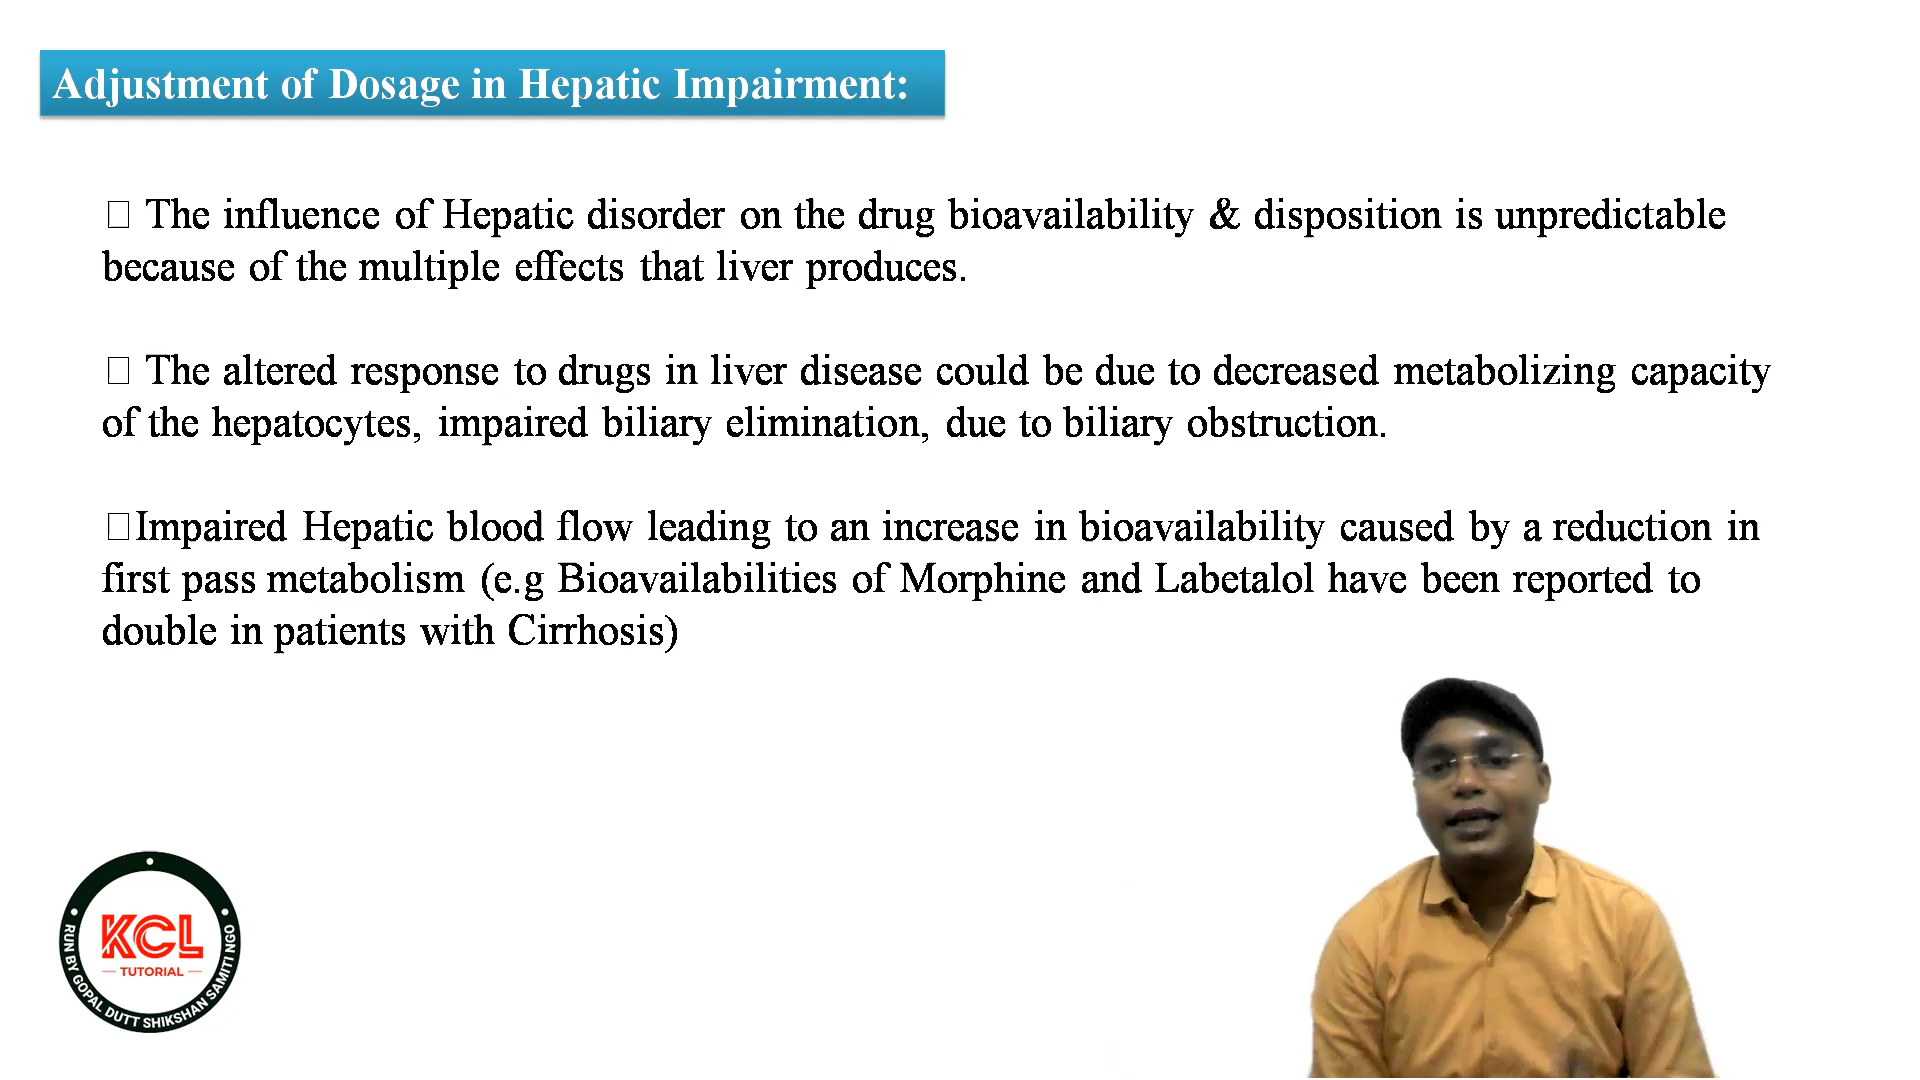 Adjustment of Dosage in Hepatic Impairment:
□ The influence of Hepatic disorder on the drug bioavailability & disposition is unpredictable
because of the multiple effects that liver produces.
□ The altered response to drugs in liver disease could be due to decreased metabolizing capacity
of the hepatocytes, impaired biliary elimination, due to biliary obstruction.
□Impaired Hepatic blood flow leading to an increase in bioavailability caused by a reduction in
first pass metabolism (e.g Bioavailabilities of Morphine and Labetalol have been reported to
double in patients with Cirrhosis)
KCL
TUTORIAL
RUN BY GOPAL DUTT SHIKSHAN SAMITI NGO